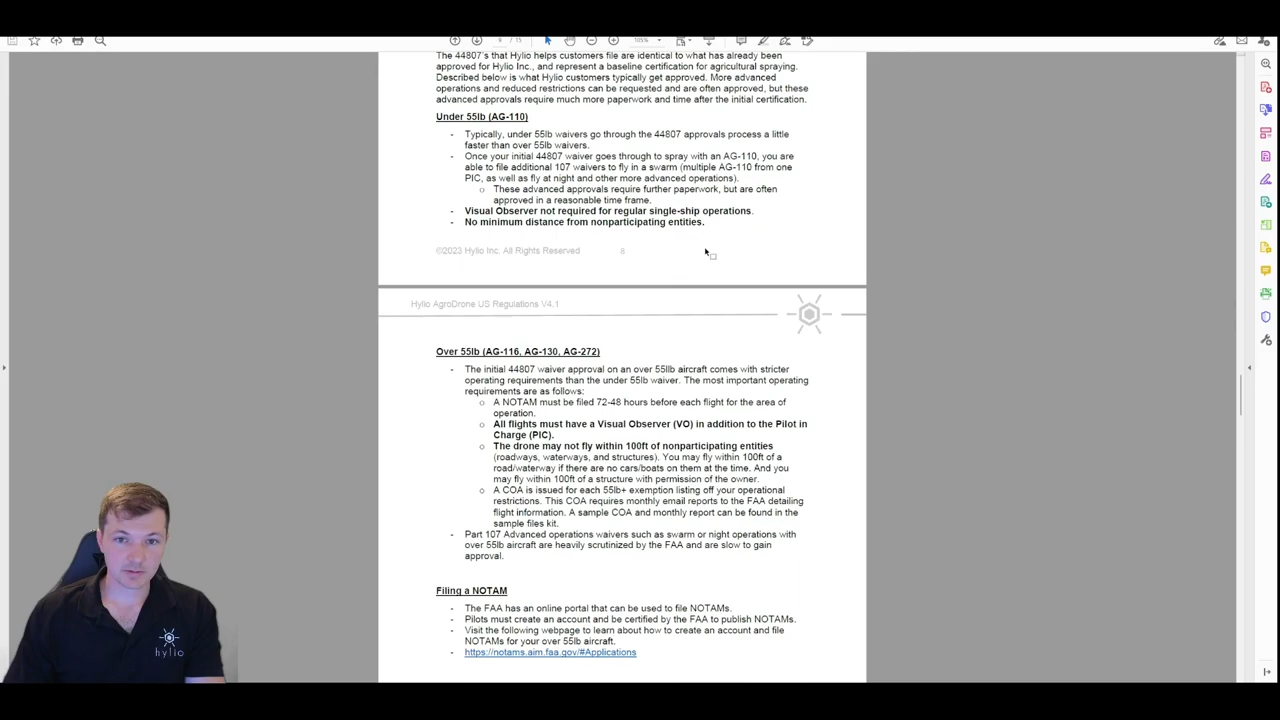 9 / 15
105%
The 44807's that Hylio helps customers file are identical to what has already been
approved for Hylio Inc., and represent a baseline certification for agricultural spraying.
Described below is what Hylio customers typically get approved. More advanced
operations and reduced restrictions can be requested and are often approved, but these
advanced approvals require much more paperwork and time after the initial certification.
Under 55lb (AG-110)
- Typically, under 55lb waivers go through the 44807 approvals process a little
faster than over 55lb waivers.
- Once your initial 44807 waiver goes through to spray with an AG-110, you are
able to file additional 107 waivers to fly in a swarm (multiple AG-110 from one
PIC, as well as fly at night and other more advanced operations).
o These advanced approvals require further paperwork, but are often
approved in a reasonable time frame.
- Visual Observer not required for regular single-ship operations.
- No minimum distance from nonparticipating entities.
©2023 Hylio Inc. All Rights Reserved 8
Hylio AgroDrone US Regulations V4.1
Over 55lb (AG-116, AG-130, AG-272)
- The initial 44807 waiver approval on an over 55llb aircraft comes with stricter
operating requirements than the under 55lb waiver. The most important operating
requirements are as follows:
o A NOTAM must be filed 72-48 hours before each flight for the area of
operation.
o All flights must have a Visual Observer (VO) in addition to the Pilot in
Charge (PIC).
o The drone may not fly within 100ft of nonparticipating entities
(roadways, waterways, and structures). You may fly within 100ft of a
road/waterway if there are no cars/boats on them at the time. And you
may fly within 100ft of a structure with permission of the owner.
o A COA is issued for each 55lb+ exemption listing off your operational
restrictions. This COA requires monthly email reports to the FAA detailing
flight information. A sample COA and monthly report can be found in the
sample files kit.
- Part 107 Advanced operations waivers such as swarm or night operations with
over 55lb aircraft are heavily scrutinized by the FAA and are slow to gain
approval.
Filing a NOTAM
- The FAA has an online portal that can be used to file NOTAMs.
- Pilots must create an account and be certified by the FAA to publish NOTAMs.
- Visit the following webpage to learn about how to create an account and file
NOTAMs for your over 55lb aircraft.
- https://notams.aim.faa.gov/#Applications
hylio